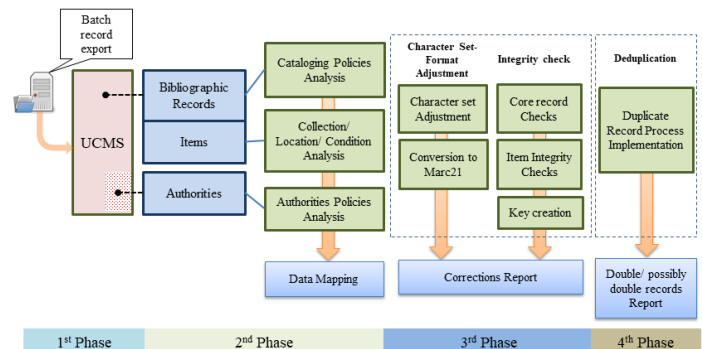 Batch
record
export
UCMS
Bibliographic
Records
Items
Authorities
Cataloging Policies
Analysis
Collection/
Location/ Condition
Analysis
Authorities Policies
Analysis
Data Mapping
Character Set-
Format
Adjustment
Character set
Adjustment
Conversion to
Marc21
Integrity check
Core record
Checks
Item Integrity
Checks
Key creation
Corrections Report
Deduplication
Duplicate
Record Process
Implementation
Double/ possibly
double records
Report
1st Phase
2nd Phase
3rd Phase
4th Phase